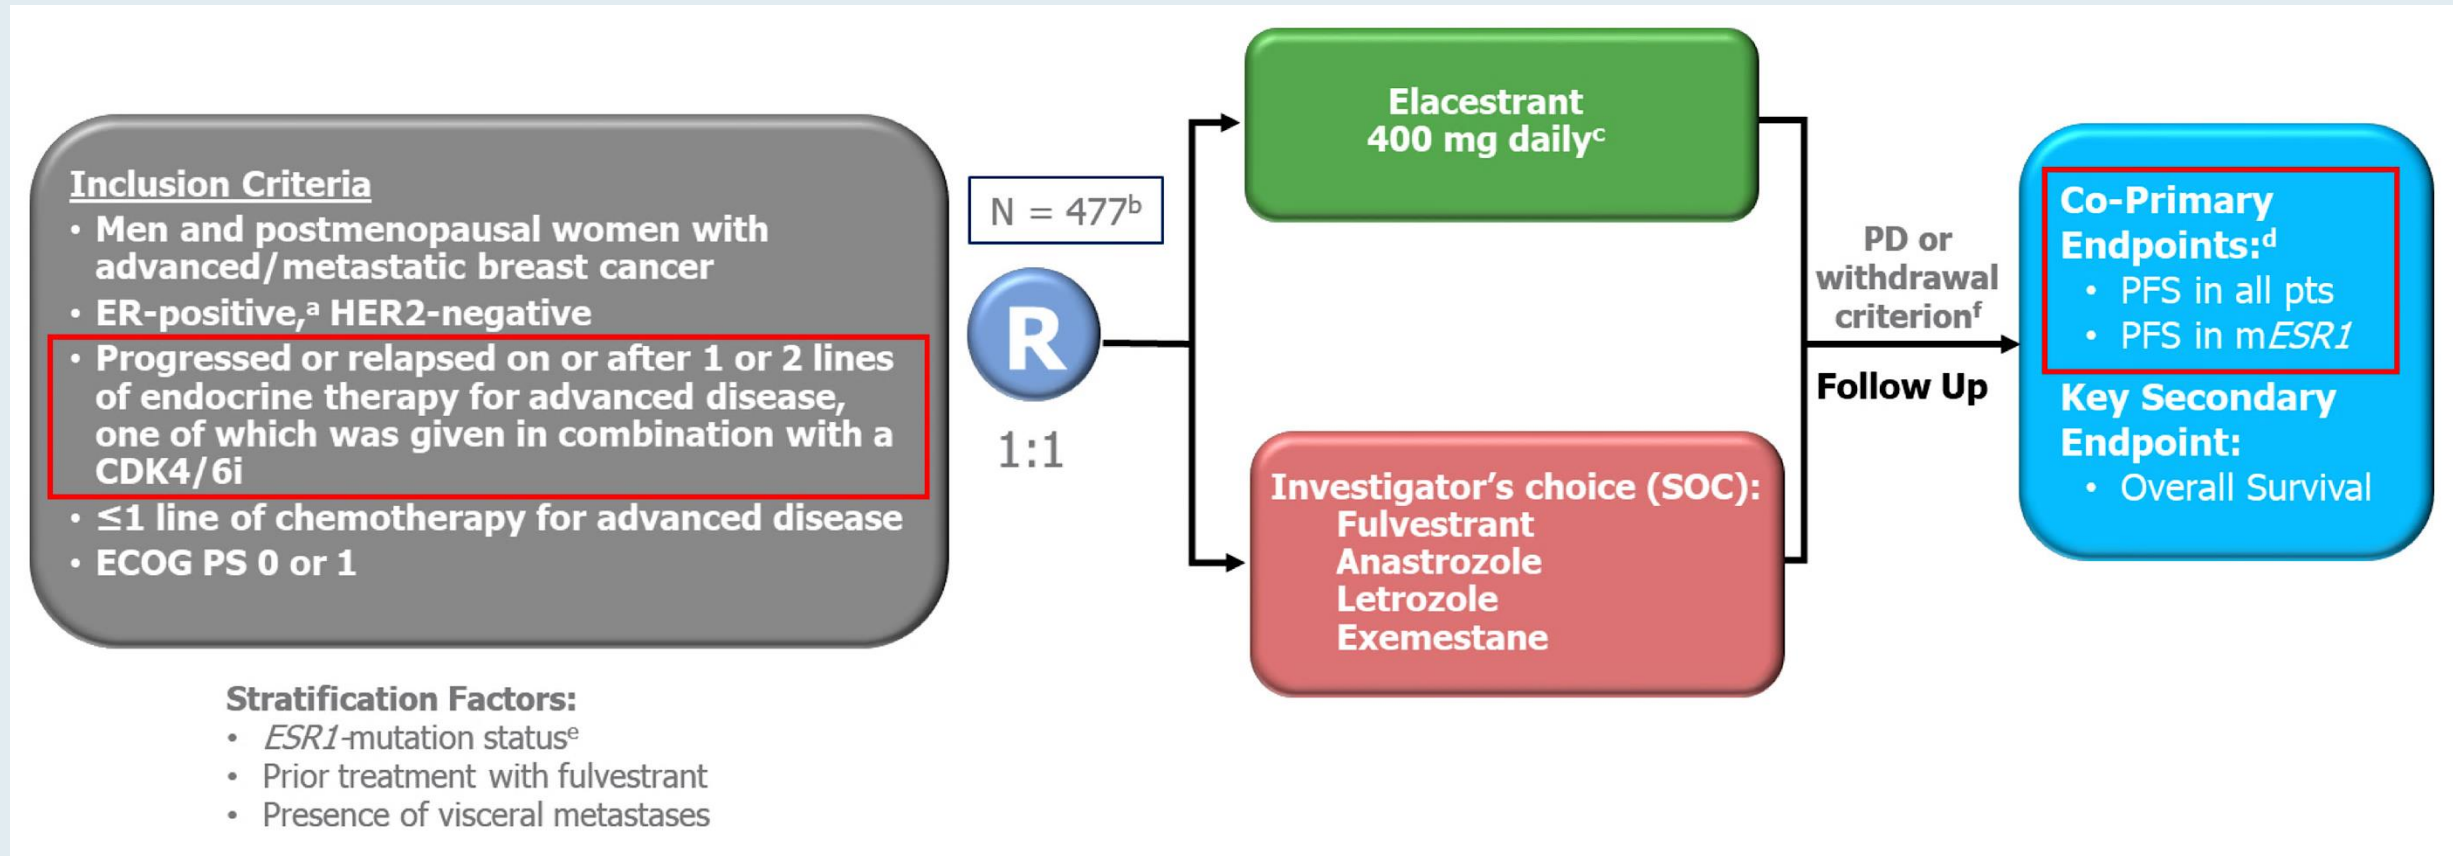 Inclusion Criteria
• Men and postmenopausal women with
advanced/metastatic breast cancer
• ER-positive,ᵃ HER2-negative
• Progressed or relapsed on or after 1 or 2 lines
of endocrine therapy for advanced disease,
one of which was given in combination with a
CDK4/6i
• ≤1 line of chemotherapy for advanced disease
• ECOG PS 0 or 1
Stratification Factors:
• ESR1-mutation statusᵉ
• Prior treatment with fulvestrant
• Presence of visceral metastases
N = 477ᵇ
R
1:1
Elacestrant
400 mg dailyᶜ
Investigator's choice (SOC):
Fulvestrant
Anastrozole
Letrozole
Exemestane
PD or
withdrawal
criterionᶠ
Follow Up
Co-Primary
Endpoints:ᵈ
• PFS in all pts
• PFS in mESR1
Key Secondary
Endpoint:
• Overall Survival